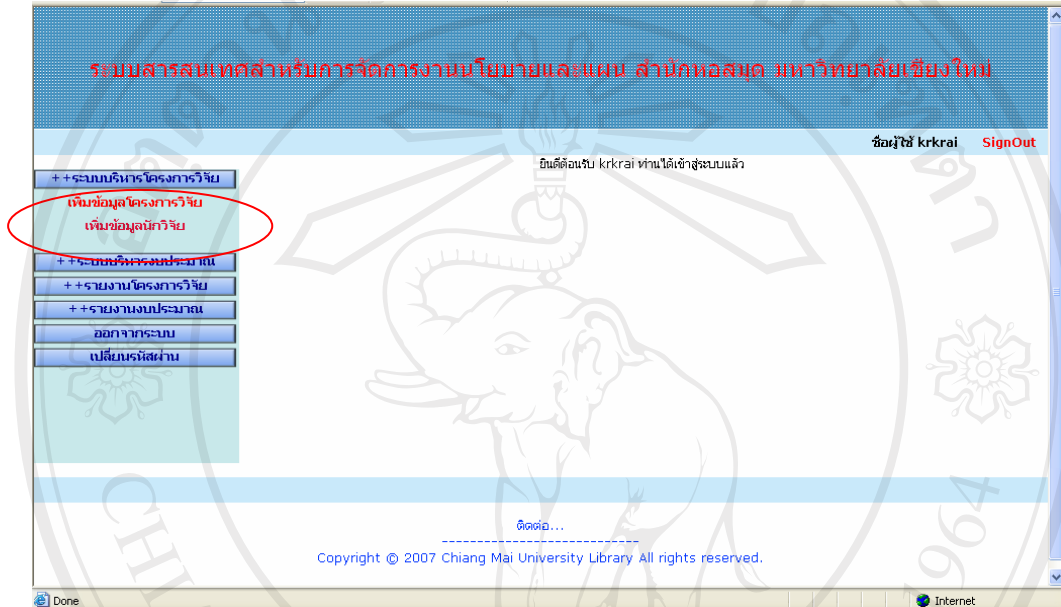 ระบบสารสนเทศสำหรับการจัดการงานนโยบายและแผน สำนักหอสมุด มหาวิทยาลัยเชียงใหม่
ชื่อผู้ใช้ krkrai SignOut
ยินดีต้อนรับ krkrai ท่านได้เข้าสู่ระบบแล้ว
++ระบบบริหารโครงการวิจัย
เพิ่มข้อมูลโครงการวิจัย
เพิ่มข้อมูลนักวิจัย
++ระบบบริหารงบประมาณ
++รายงานโครงการวิจัย
++รายงานงบประมาณ
ออกจากระบบ
เปลี่ยนรหัสผ่าน
ติดต่อ...
---------------------------
Copyright © 2007 Chiang Mai University Library All rights reserved.
Done
Internet